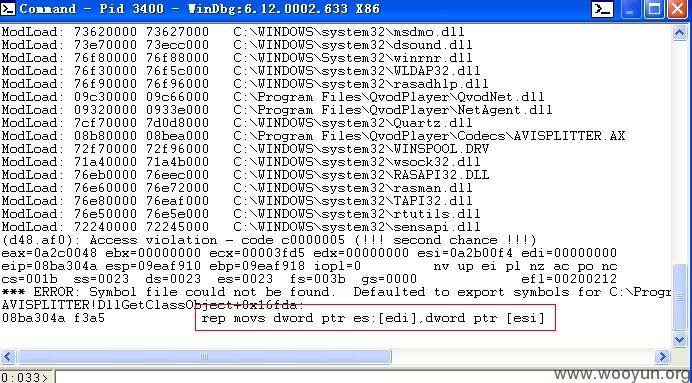 Command - Pid 3400 - WinDbg:6.12.0002.633 X86
ModLoad: 73620000 73627000   C:\WINDOWS\system32\msdmo.dll
ModLoad: 73e70000 73ecc000   C:\WINDOWS\system32\dsound.dll
ModLoad: 76f80000 76f88000   C:\WINDOWS\system32\winrnr.dll
ModLoad: 76f30000 76f5c000   C:\WINDOWS\system32\WLDAP32.dll
ModLoad: 76f90000 76f96000   C:\WINDOWS\system32\rasadhlp.dll
ModLoad: 09c30000 09c66000   C:\Program Files\QvodPlayer\QvodNet.dll
ModLoad: 09320000 0933e000   C:\Program Files\QvodPlayer\NetAgent.dll
ModLoad: 7cf70000 7d0d8000   C:\WINDOWS\system32\Quartz.dll
ModLoad: 08b80000 08bea000   C:\Program Files\QvodPlayer\Codecs\AVISPLITTER.AX
ModLoad: 72f70000 72f96000   C:\WINDOWS\system32\WINSPOOL.DRV
ModLoad: 71a40000 71a4b000   C:\WINDOWS\system32\wsock32.dll
ModLoad: 76eb0000 76eec000   C:\WINDOWS\system32\RASAPI32.DLL
ModLoad: 76e60000 76e72000   C:\WINDOWS\system32\rasman.dll
ModLoad: 76e80000 76eaf000   C:\WINDOWS\system32\TAPI32.dll
ModLoad: 76e50000 76e5e000   C:\WINDOWS\system32\rtutils.dll
ModLoad: 72240000 72245000   C:\WINDOWS\system32\sensapi.dll
(d48.af0): Access violation - code c0000005 (!!! second chance !!!)
eax=0a2c0048 ebx=00000000 ecx=00003fd5 edx=00000000 esi=0a2b00f4 edi=00000000
eip=08ba304a esp=09eaf910 ebp=09eaf918 iopl=0         nv up ei pl nz ac po nc
cs=001b  ss=0023  ds=0023  es=0023  fs=003b  gs=0000             efl=00200212
*** ERROR: Symbol file could not be found.  Defaulted to export symbols for C:\Progr
AVISPLITTER!DllGetClassObject+0x16fda:
08ba304a f3a5            rep movs dword ptr es:[edi],dword ptr [esi]
www.wooyun.org
0:033>